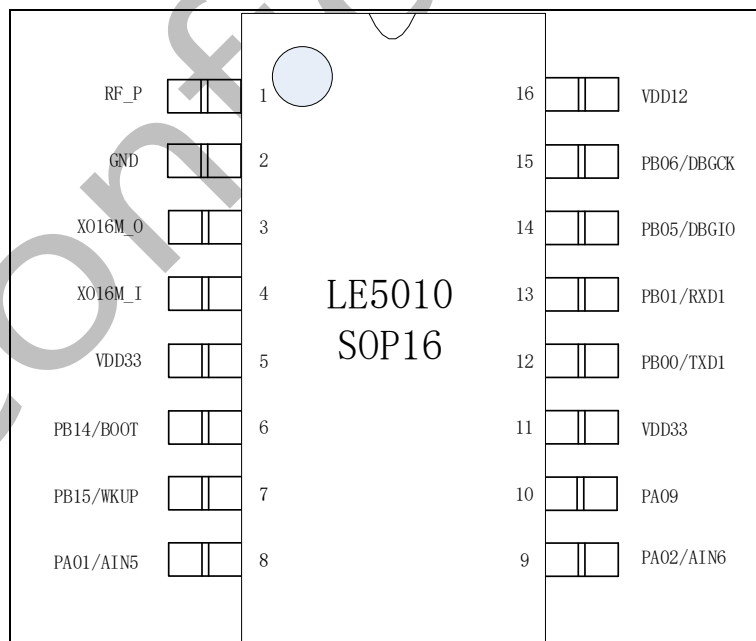 RF_P 1 16 VDD12
GND 2 15 PB06/DBGCK
XO16M_O 3 14 PB05/DBGIO
XO16M_I 4 13 PB01/RXD1
LE5010
SOP16
VDD33 5 12 PB00/TXD1
PB14/BOOT 6 11 VDD33
PB15/WKUP 7 10 PA09
PA01/AIN5 8 9 PA02/AIN6